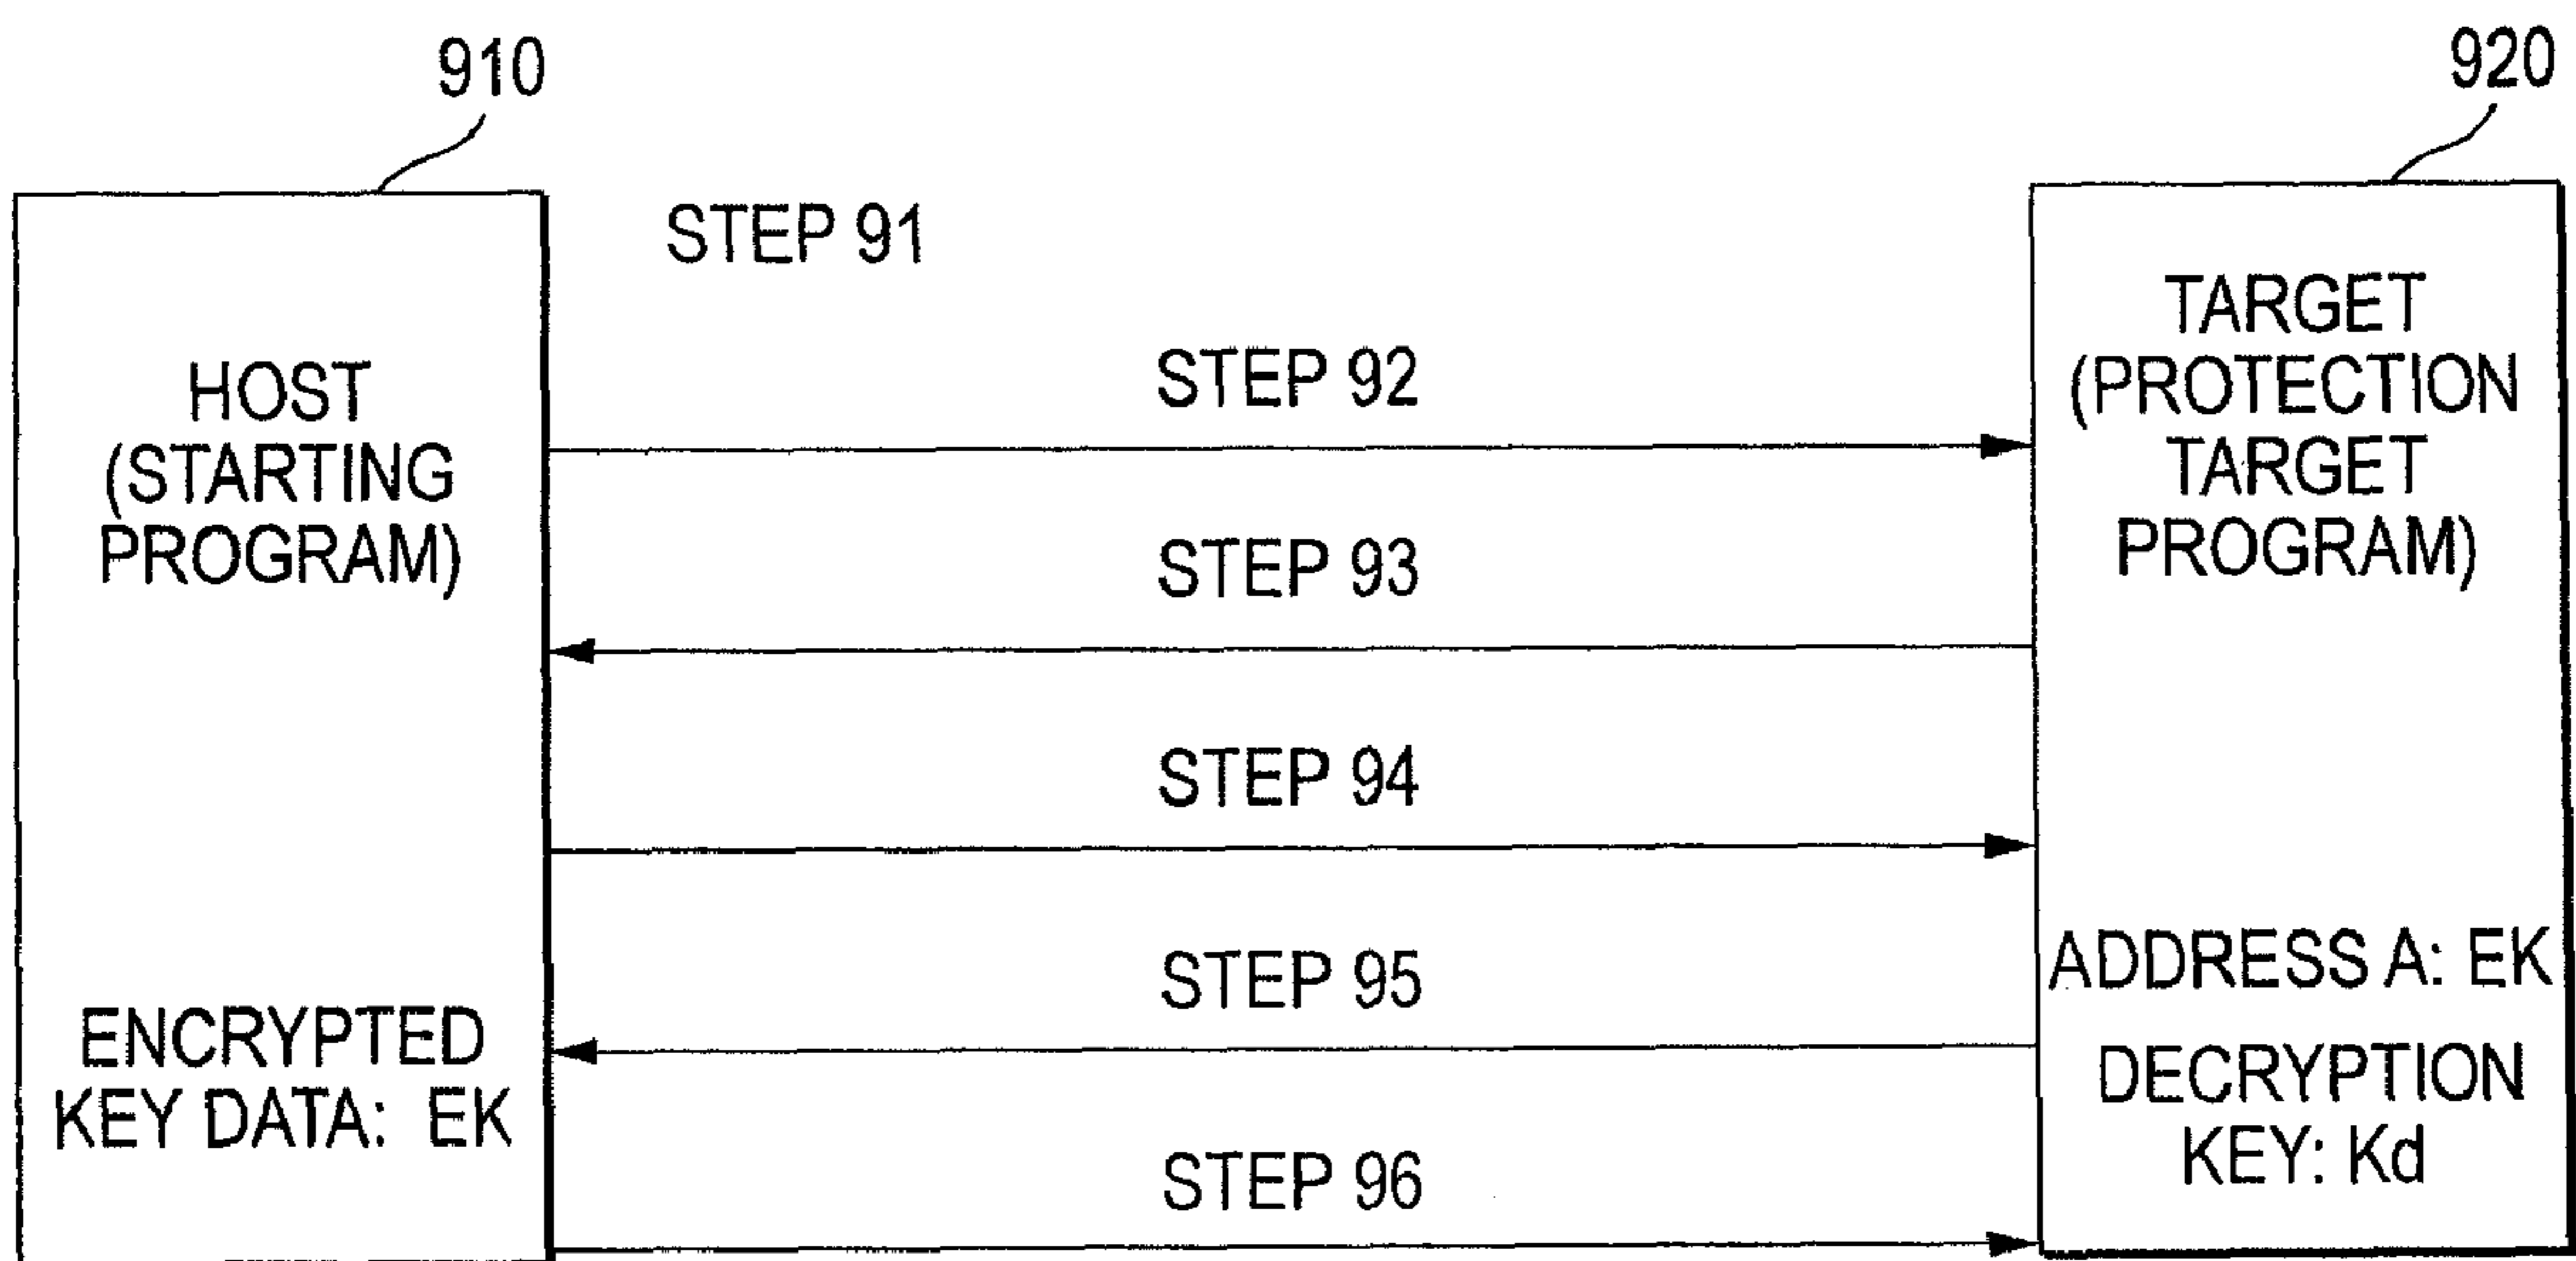 910
920
HOST
(STARTING
PROGRAM)
ENCRYPTED
KEY DATA: EK
STEP 91
STEP 92
STEP 93
STEP 94
STEP 95
STEP 96
TARGET
(PROTECTION
TARGET
PROGRAM)
ADDRESS A: EK
DECRYPTION
KEY: Kd